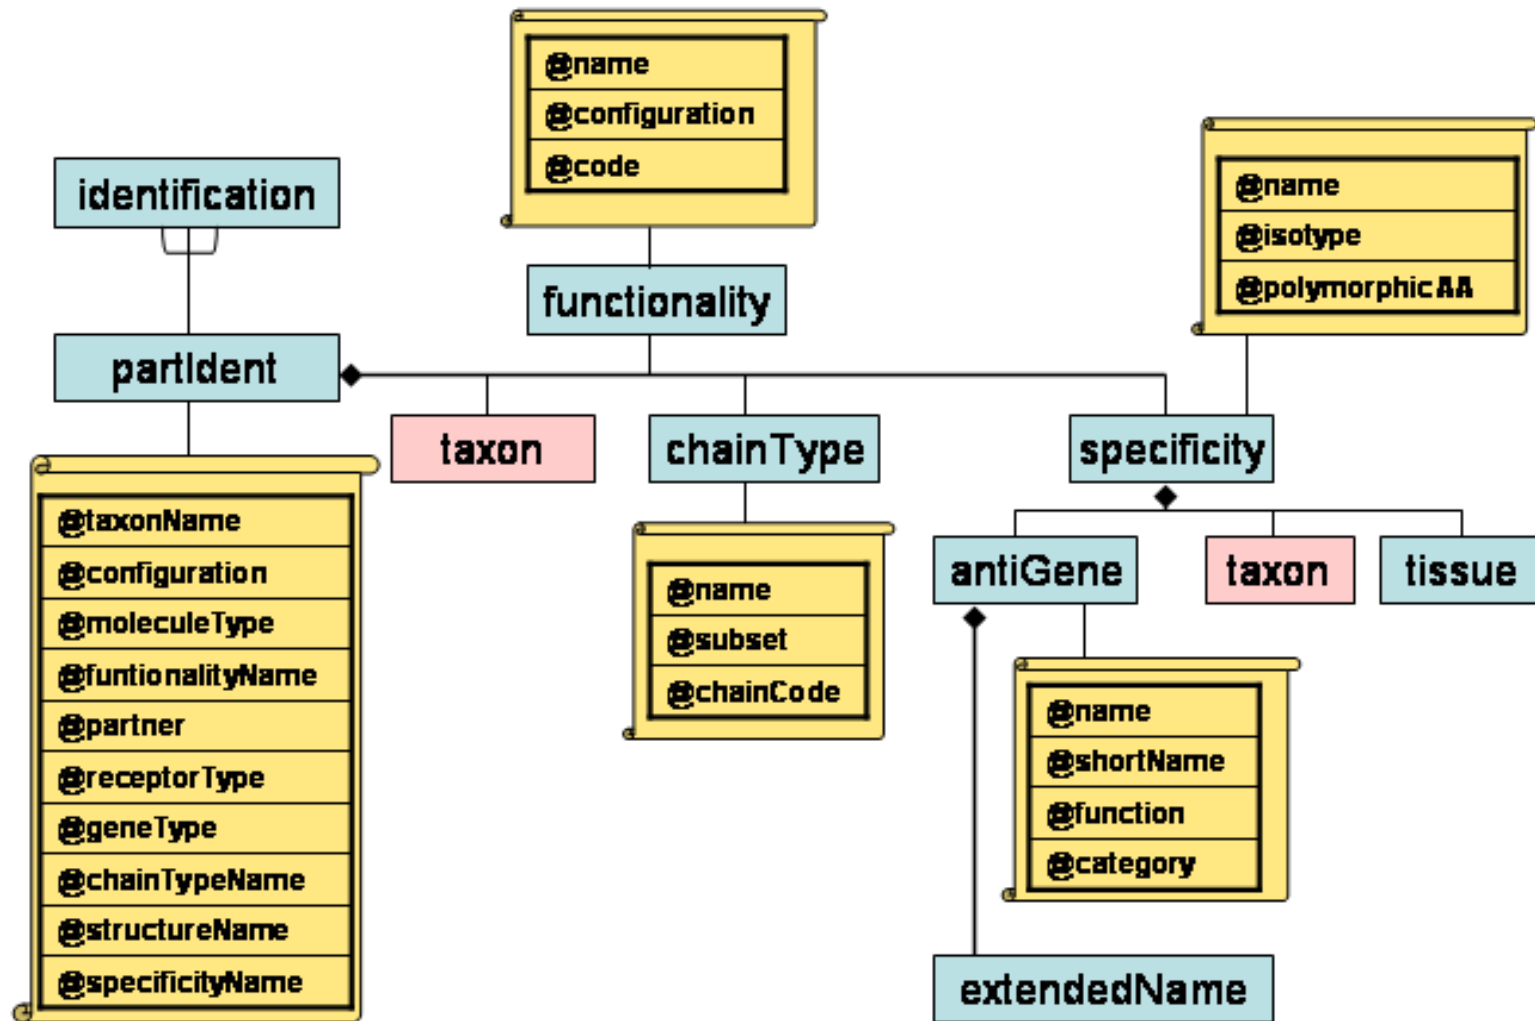 @name
@configuration
@code
@name
@isotype
@polymorphicAA
identification
functionality
partIdent
taxon
chainType
specificity
@taxonName
@configuration
@moleculeType
@funtionalityName
@partner
@receptorType
@geneType
@chainTypeName
@structureName
@specificityName
@name
@subset
@chainCode
antiGene
taxon
tissue
@name
@shortName
@function
@category
extendedName